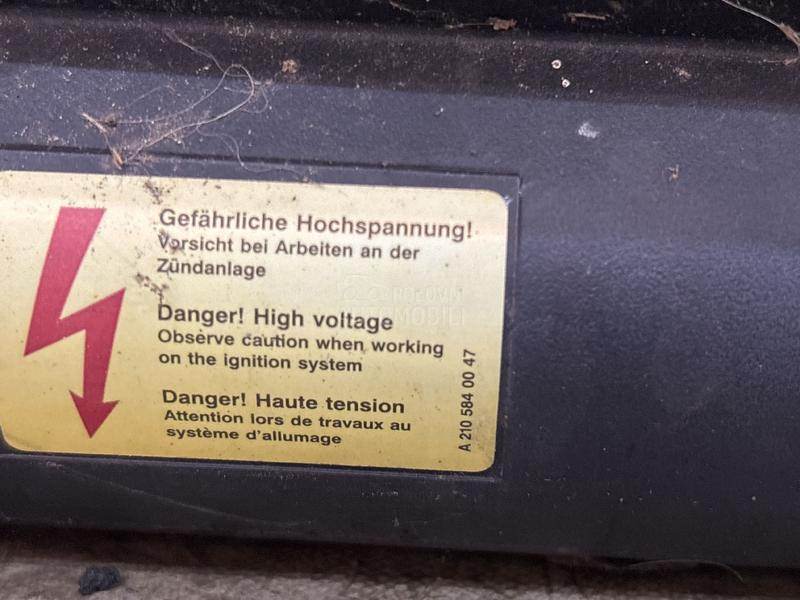 Gefährliche Hochspannung!
Vorsicht bei Arbeiten an der
Zündanlage
Danger! High voltage
Observe caution when working
on the ignition system
Danger! Haute tension
Attention lors de travaux au
système d'allumage
A 210 584 00 47